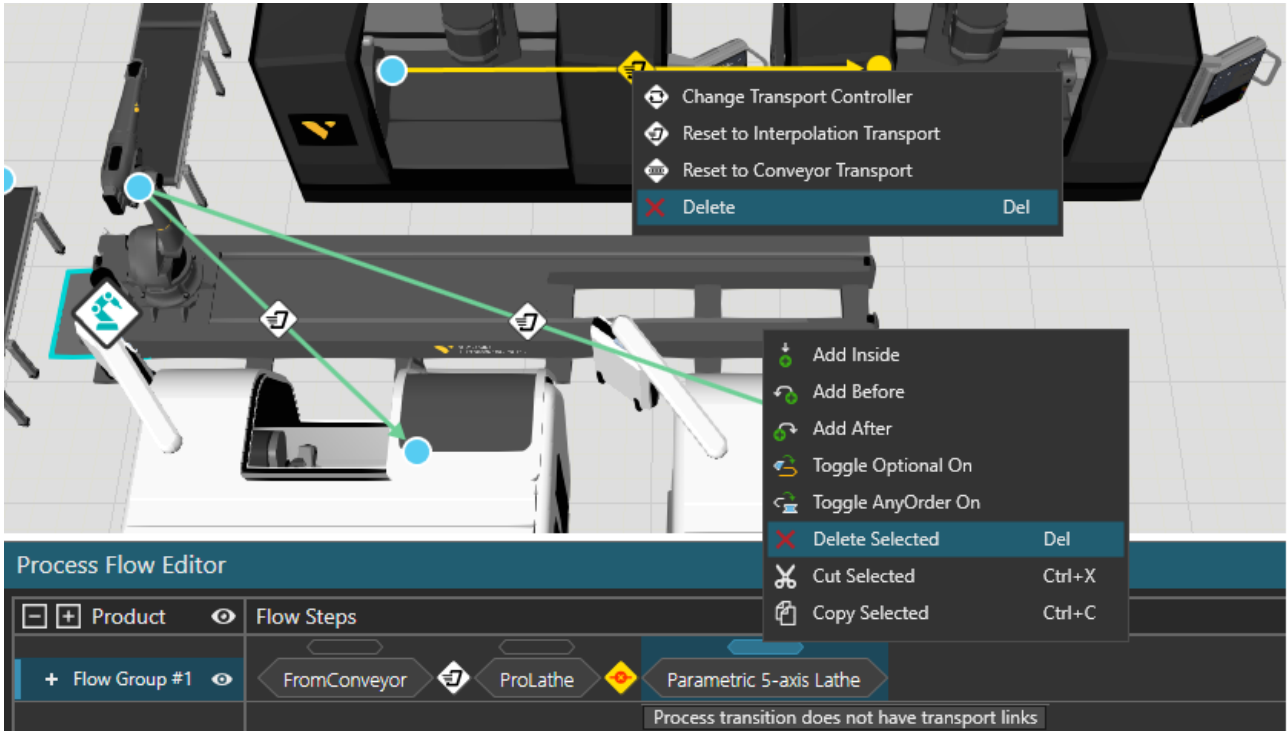 Change Transport Controller
Reset to Interpolation Transport
Reset to Conveyor Transport
Delete Del
Add Inside
Add Before
Add After
Toggle Optional On
Toggle AnyOrder On
Delete Selected Del
Cut Selected Ctrl+X
Copy Selected Ctrl+C
Process Flow Editor
Product Flow Steps
Flow Group #1 FromConveyor ProLathe Parametric 5-axis Lathe
Process transition does not have transport links